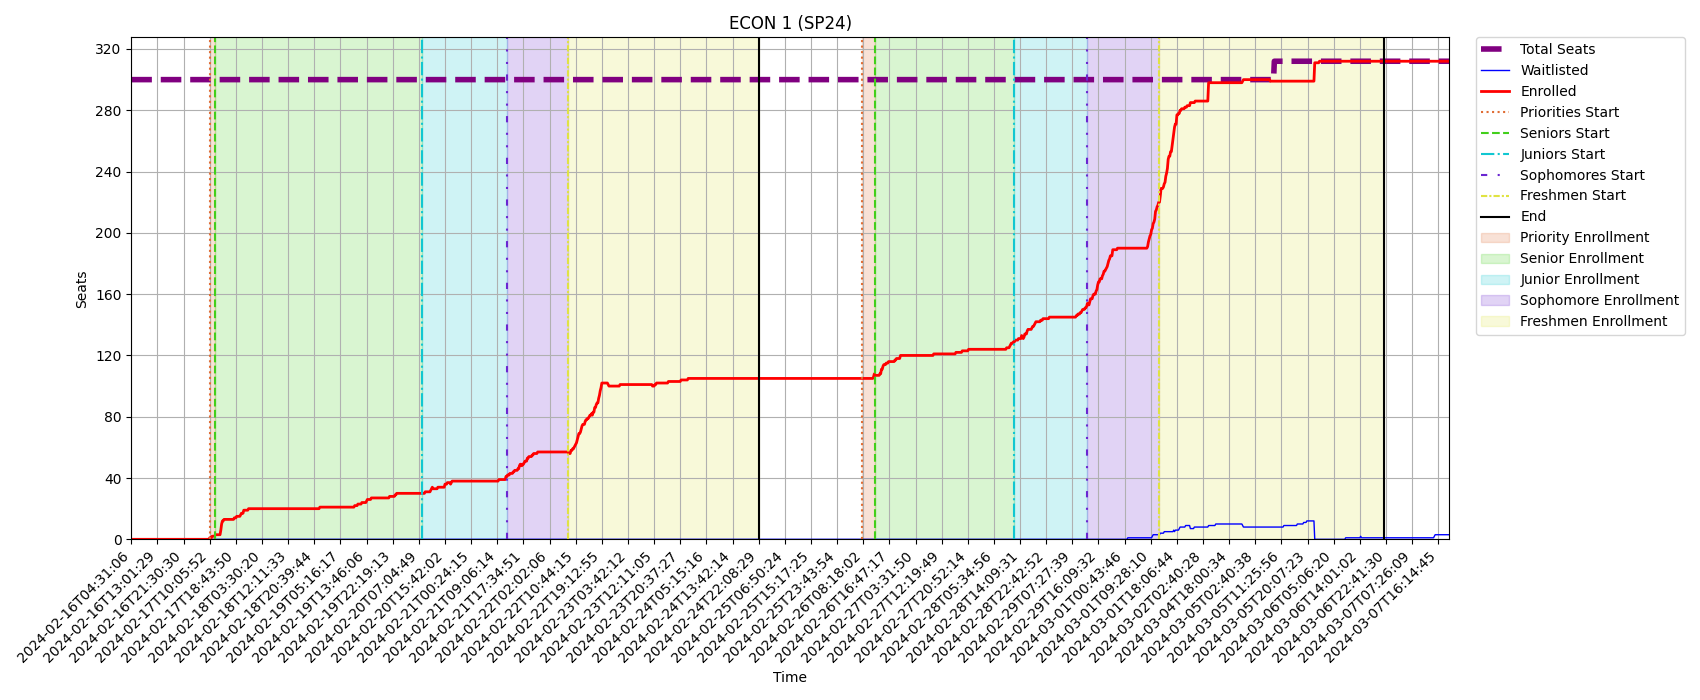 ECON 1 (SP24)
Seats
320
280
240
200
160
120
80
40
0
2024-02-16T04:31:06
2024-02-16T13:01:29
2024-02-16T21:30:30
2024-02-17T10:05:52
2024-02-17T18:43:50
2024-02-18T03:30:20
2024-02-18T12:11:33
2024-02-18T20:39:44
2024-02-19T05:16:17
2024-02-19T13:46:06
2024-02-19T22:19:13
2024-02-20T07:04:49
2024-02-20T15:42:02
2024-02-21T00:24:15
2024-02-21T09:06:14
2024-02-21T17:34:51
2024-02-22T02:02:06
2024-02-22T10:44:15
2024-02-22T19:12:55
2024-02-23T03:42:12
2024-02-23T12:11:05
2024-02-23T20:37:27
2024-02-24T05:15:16
2024-02-24T13:42:14
2024-02-24T22:08:29
2024-02-25T06:50:24
2024-02-25T15:17:25
2024-02-25T23:43:54
2024-02-26T08:18:02
2024-02-26T16:47:17
2024-02-27T03:31:50
2024-02-27T12:19:49
2024-02-27T20:52:14
2024-02-28T05:34:56
2024-02-28T14:09:31
2024-02-28T22:42:52
2024-02-29T07:27:39
2024-02-29T16:09:32
2024-03-01T00:43:46
2024-03-01T09:28:10
2024-03-01T18:06:44
2024-03-02T02:40:28
2024-03-04T18:00:34
2024-03-05T02:40:38
2024-03-05T11:25:56
2024-03-05T20:07:23
2024-03-06T05:06:20
2024-03-06T14:01:02
2024-03-06T22:41:30
2024-03-07T07:26:09
2024-03-07T16:14:45
Time
Total Seats
Waitlisted
Enrolled
Priorities Start
Seniors Start
Juniors Start
Sophomores Start
Freshmen Start
End
Priority Enrollment
Senior Enrollment
Junior Enrollment
Sophomore Enrollment
Freshmen Enrollment